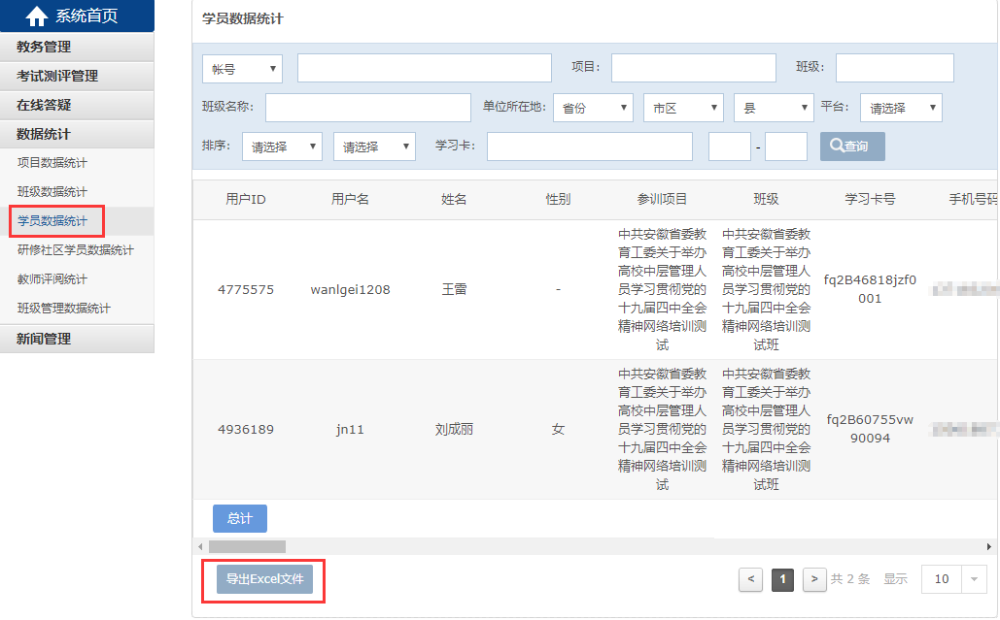 系统首页
教务管理
考试测评管理
在线答疑
数据统计
项目数据统计
班级数据统计
学员数据统计
研修社区学员数据统计
教师评阅统计
班级管理数据统计
新闻管理
学员数据统计
帐号 项目: 班级:
班级名称: 单位所在地: 省份 市区 县 平台: 请选择
排序: 请选择 请选择 学习卡: - 查询
用户ID 用户名 姓名 性别 参训项目 班级 学习卡号 手机号码
4775575 wanlgei1208 王雷 -
中共安徽省委教
育工委关于举办
高校中层管理人
员学习贯彻党的
十九届四中全会
精神网络培训测
试
中共安徽省委教
育工委关于举办
高校中层管理人
员学习贯彻党的
十九届四中全会
精神网络培训测
试班
fq2B46818jzf0
001
4936189 jn11 刘成丽 女
中共安徽省委教
育工委关于举办
高校中层管理人
员学习贯彻党的
十九届四中全会
精神网络培训测
试
中共安徽省委教
育工委关于举办
高校中层管理人
员学习贯彻党的
十九届四中全会
精神网络培训测
试班
fq2B60755vw
90094
总计
导出Excel文件
< 1 > 共 2 条 显示 10